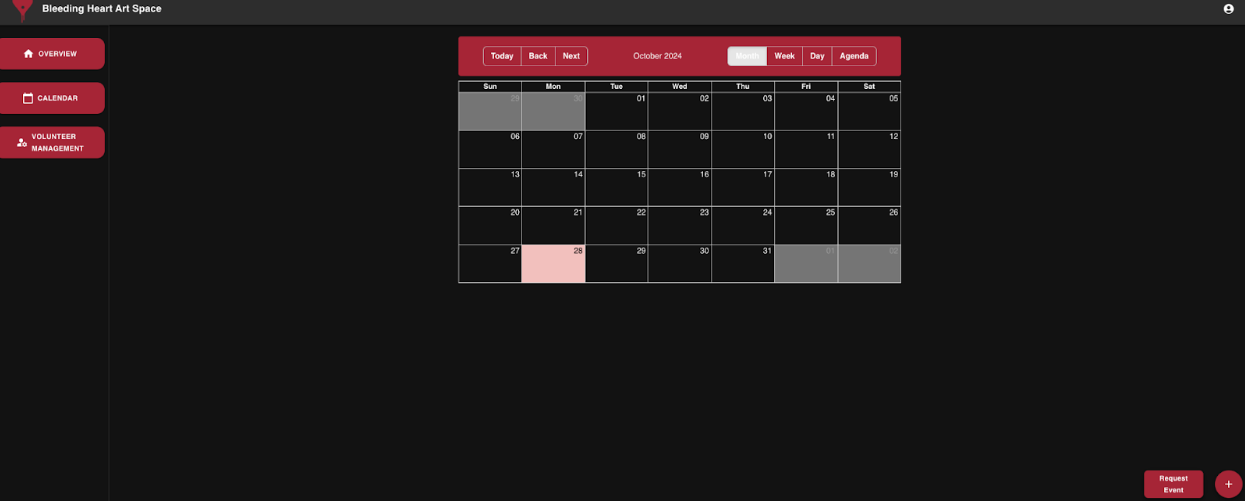 Bleeding Heart Art Space
OVERVIEW
CALENDAR
VOLUNTEER
MANAGEMENT
Today Back Next October 2024 Month Week Day Agenda
Sun Mon Tue Wed Thu Fri Sat
29 30 01 02 03 04 05
06 07 08 09 10 11 12
13 14 15 16 17 18 19
20 21 22 23 24 25 26
27 28 29 30 31 01 02
Request
Event
+